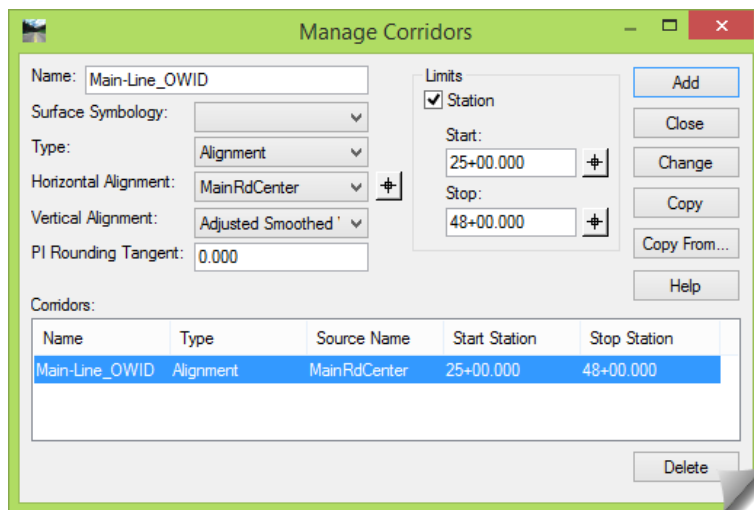 Manage Corridors
Name: Main-Line_OWID
Surface Symbology:
Type: Alignment
Horizontal Alignment: MainRdCenter
Vertical Alignment: Adjusted Smoothed
PI Rounding Tangent: 0.000
Limits
Station
Start:
25+00.000
Stop:
48+00.000
Add
Close
Change
Copy
Copy From...
Help
Corridors:
Name Type Source Name Start Station Stop Station
Main-Line_OWID Alignment MainRdCenter 25+00.000 48+00.000
Delete